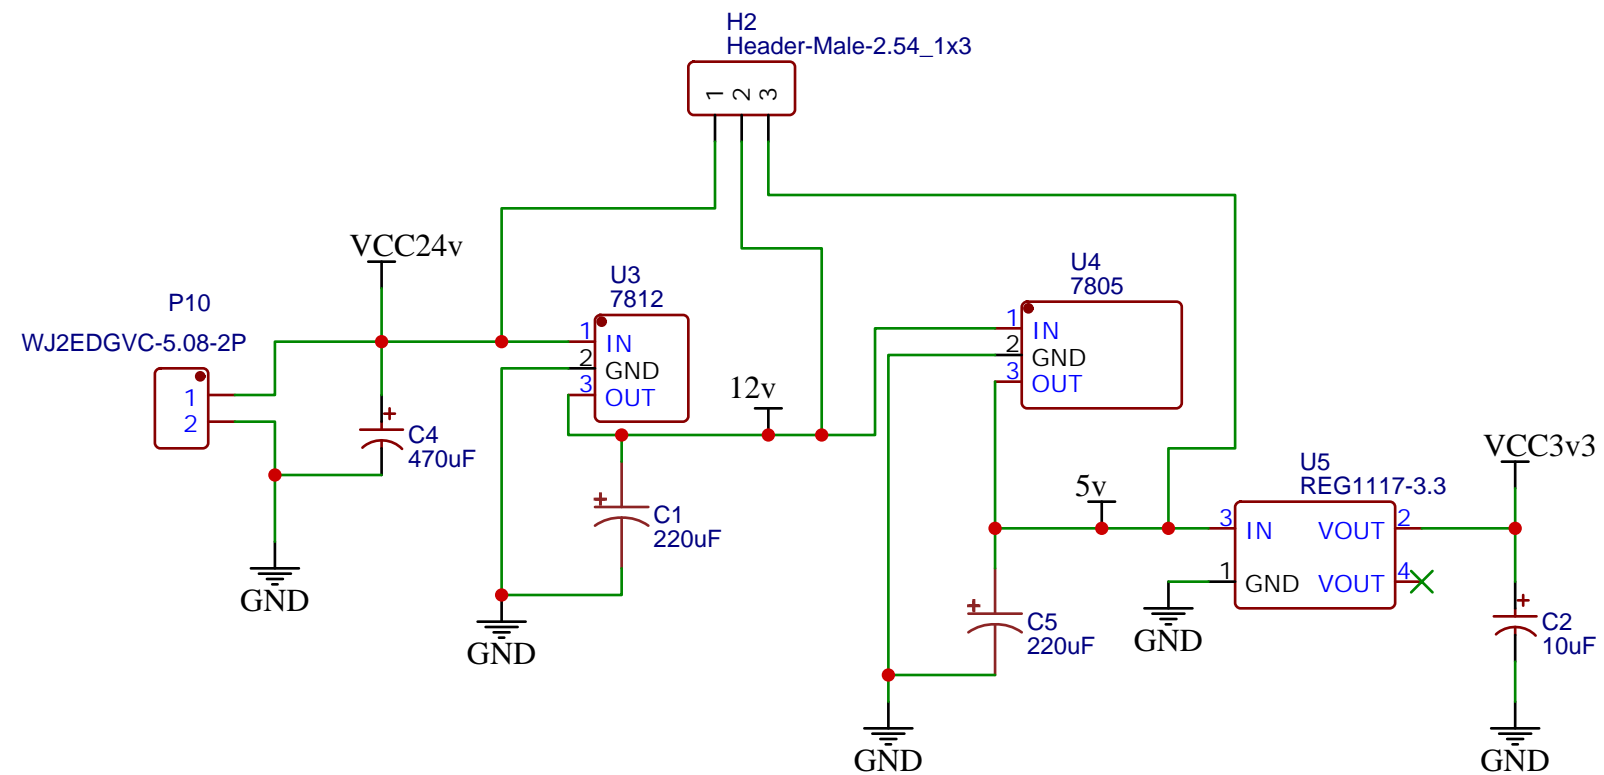 H2
Header-Male-2.54_1x3
1
2
3
VCC24v
P10
WJ2EDGVC-5.08-2P
1
2
C4
470uF
GND
U3
7812
1
2
3
IN
GND
OUT
12v
C1
220uF
GND
U4
7805
1
2
3
IN
GND
OUT
5v
C5
220uF
GND
U5
REG1117-3.3
3
IN
VOUT
2
1
GND
VOUT
4
GND
VCC3v3
C2
10uF
GND